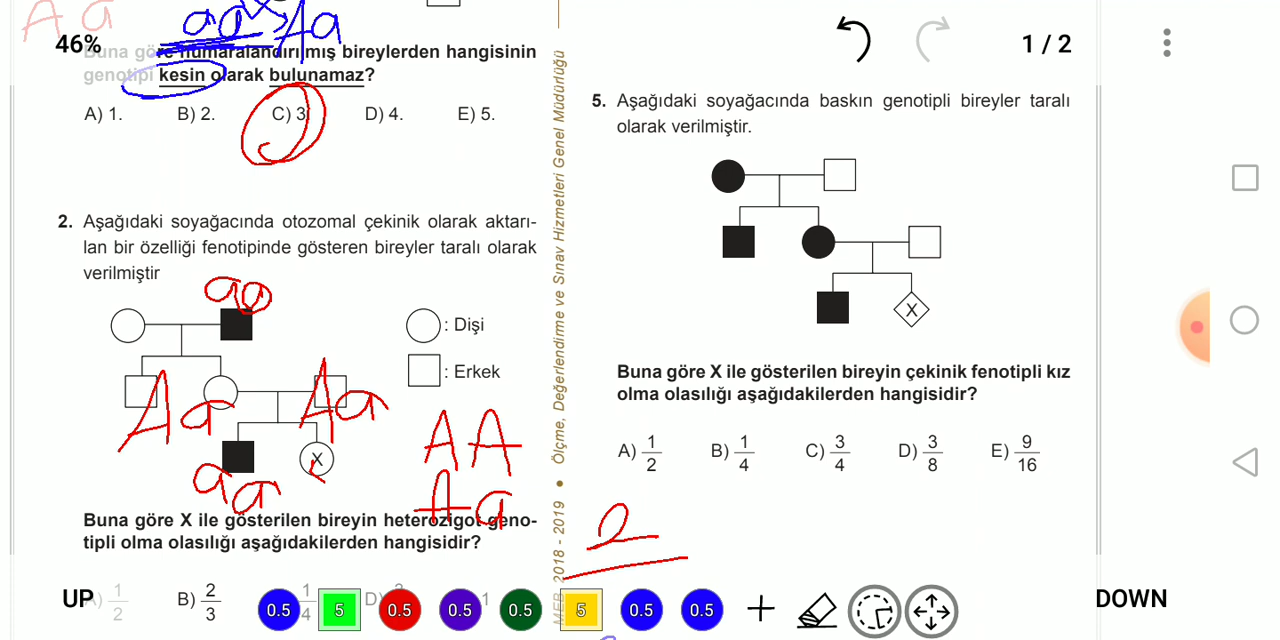 A a
aa x Aa
46%
Buna göre numaralandırılmış bireylerden hangisinin
genotipi kesin olarak bulunamaz?
A) 1. B) 2. C) 3 D) 4. E) 5.
2. Aşağıdaki soyağacında otozomal çekinik olarak aktarı-
lan bir özelliği fenotipinde gösteren bireyler taralı olarak
verilmiştir
aa
: Dişi
: Erkek
Aa
Aa
X
aa
AA
Aa
Buna göre X ile gösterilen bireyin heterozigot geno-
tipli olma olasılığı aşağıdakilerden hangisidir?
A) 1/2 B) 2/3 1/4 D) 1
UP
0.5 5 0.5 0.5 0.5 5 0.5 0.5 +
MEB 2018 - 2019 • Ölçme, Değerlendirme ve Sınav Hizmetleri Genel Müdürlüğü
2
1 / 2
5. Aşağıdaki soyağacında baskın genotipli bireyler taralı
olarak verilmiştir.
X
Buna göre X ile gösterilen bireyin çekinik fenotipli kız
olma olasılığı aşağıdakilerden hangisidir?
A) 1/2 B) 1/4 C) 3/4 D) 3/8 E) 9/16
DOWN